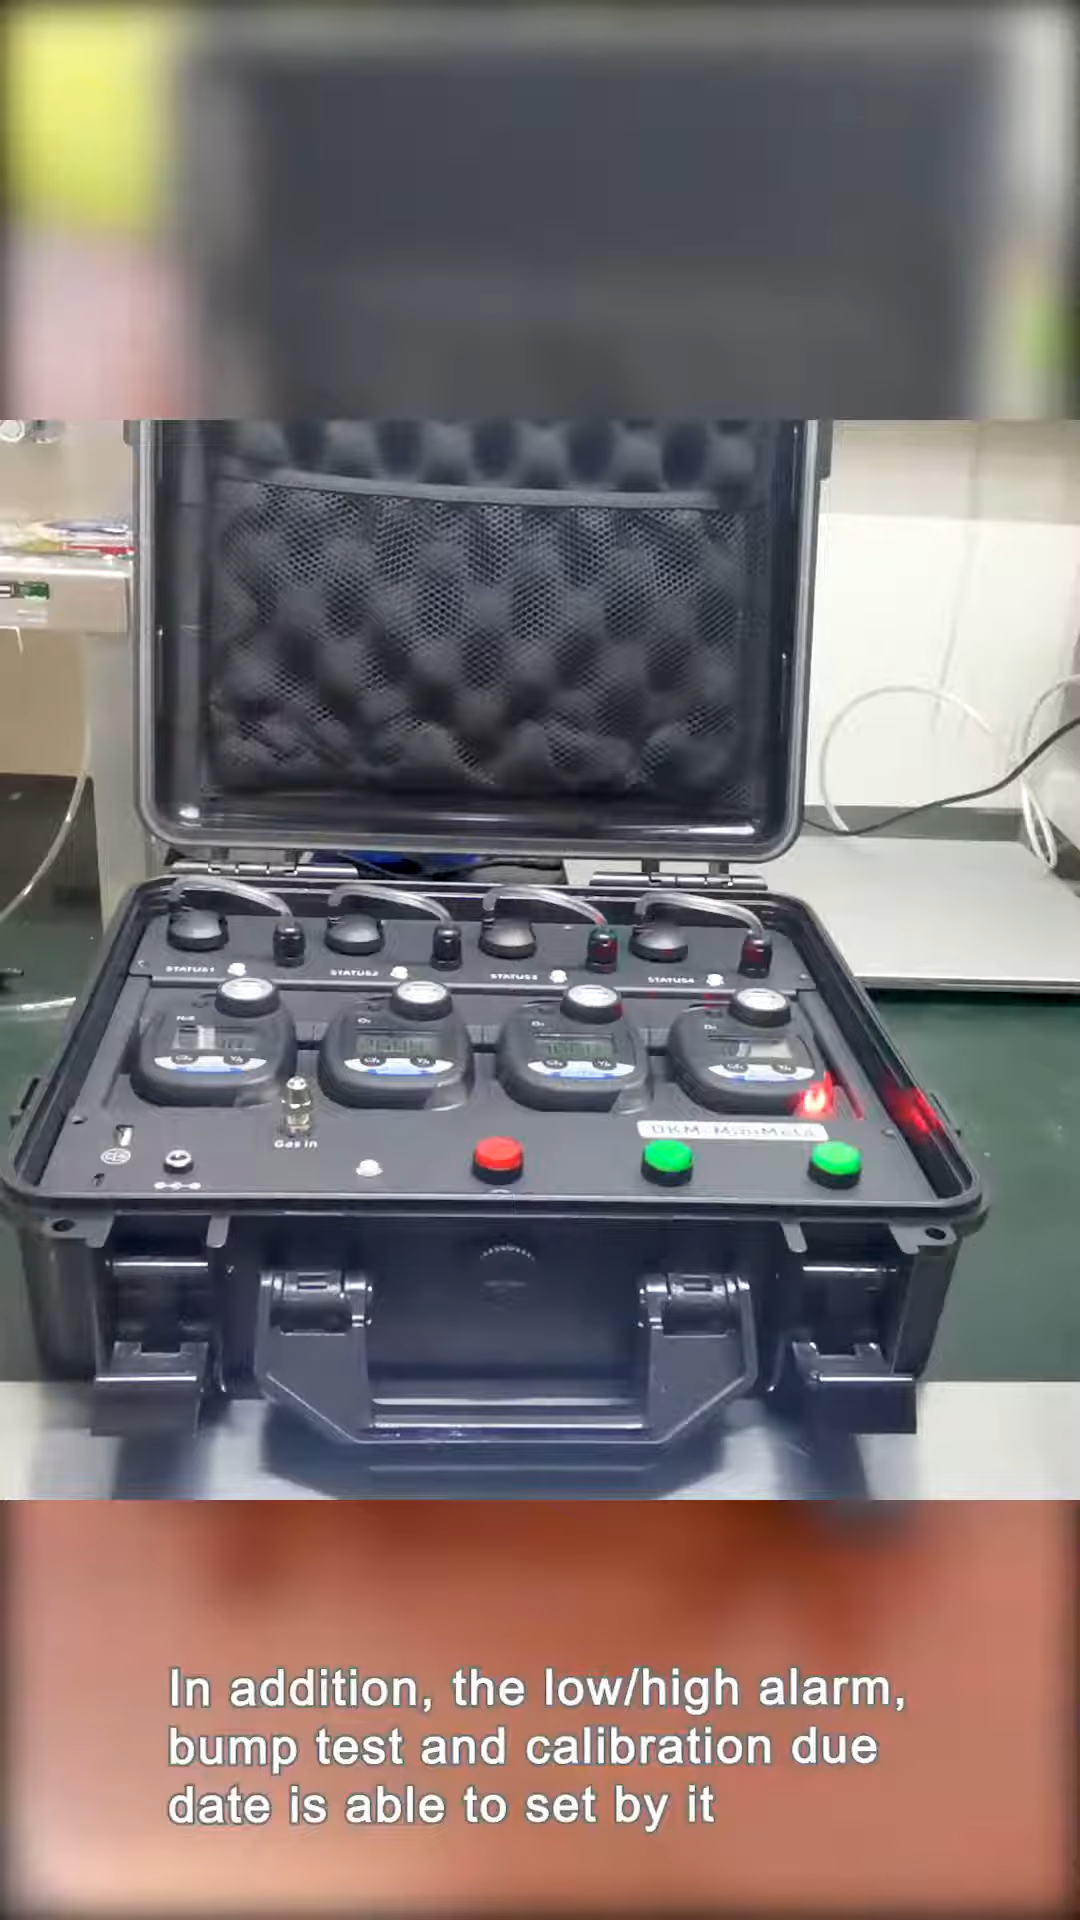 STATUS1
STATUS2
STATUS3
STATUS4
Gas in
In addition, the low/high alarm,
bump test and calibration due
date is able to set by it